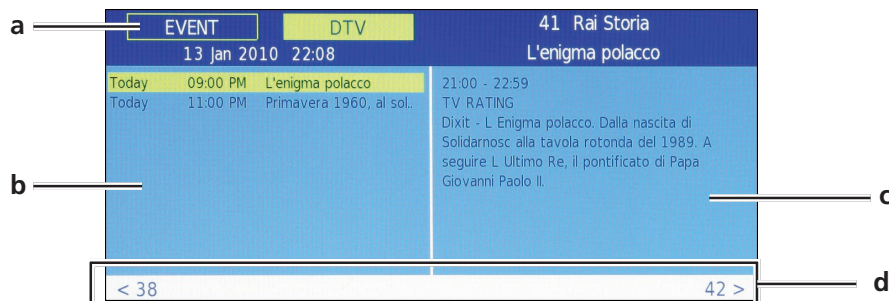 a
EVENT
DTV
41 Rai Storia
13 Jan 2010 22:08
L'enigma polacco
Today 09:00 PM L'enigma polacco
Today 11:00 PM Primavera 1960, al sol..
21:00 - 22:59
TV RATING
Dixit - L Enigma polacco. Dalla nascita di
Solidarnosc alla tavola rotonda del 1989. A
seguire L Ultimo Re, il pontificato di Papa
Giovanni Paolo II.
b
c
< 38
42 >
d